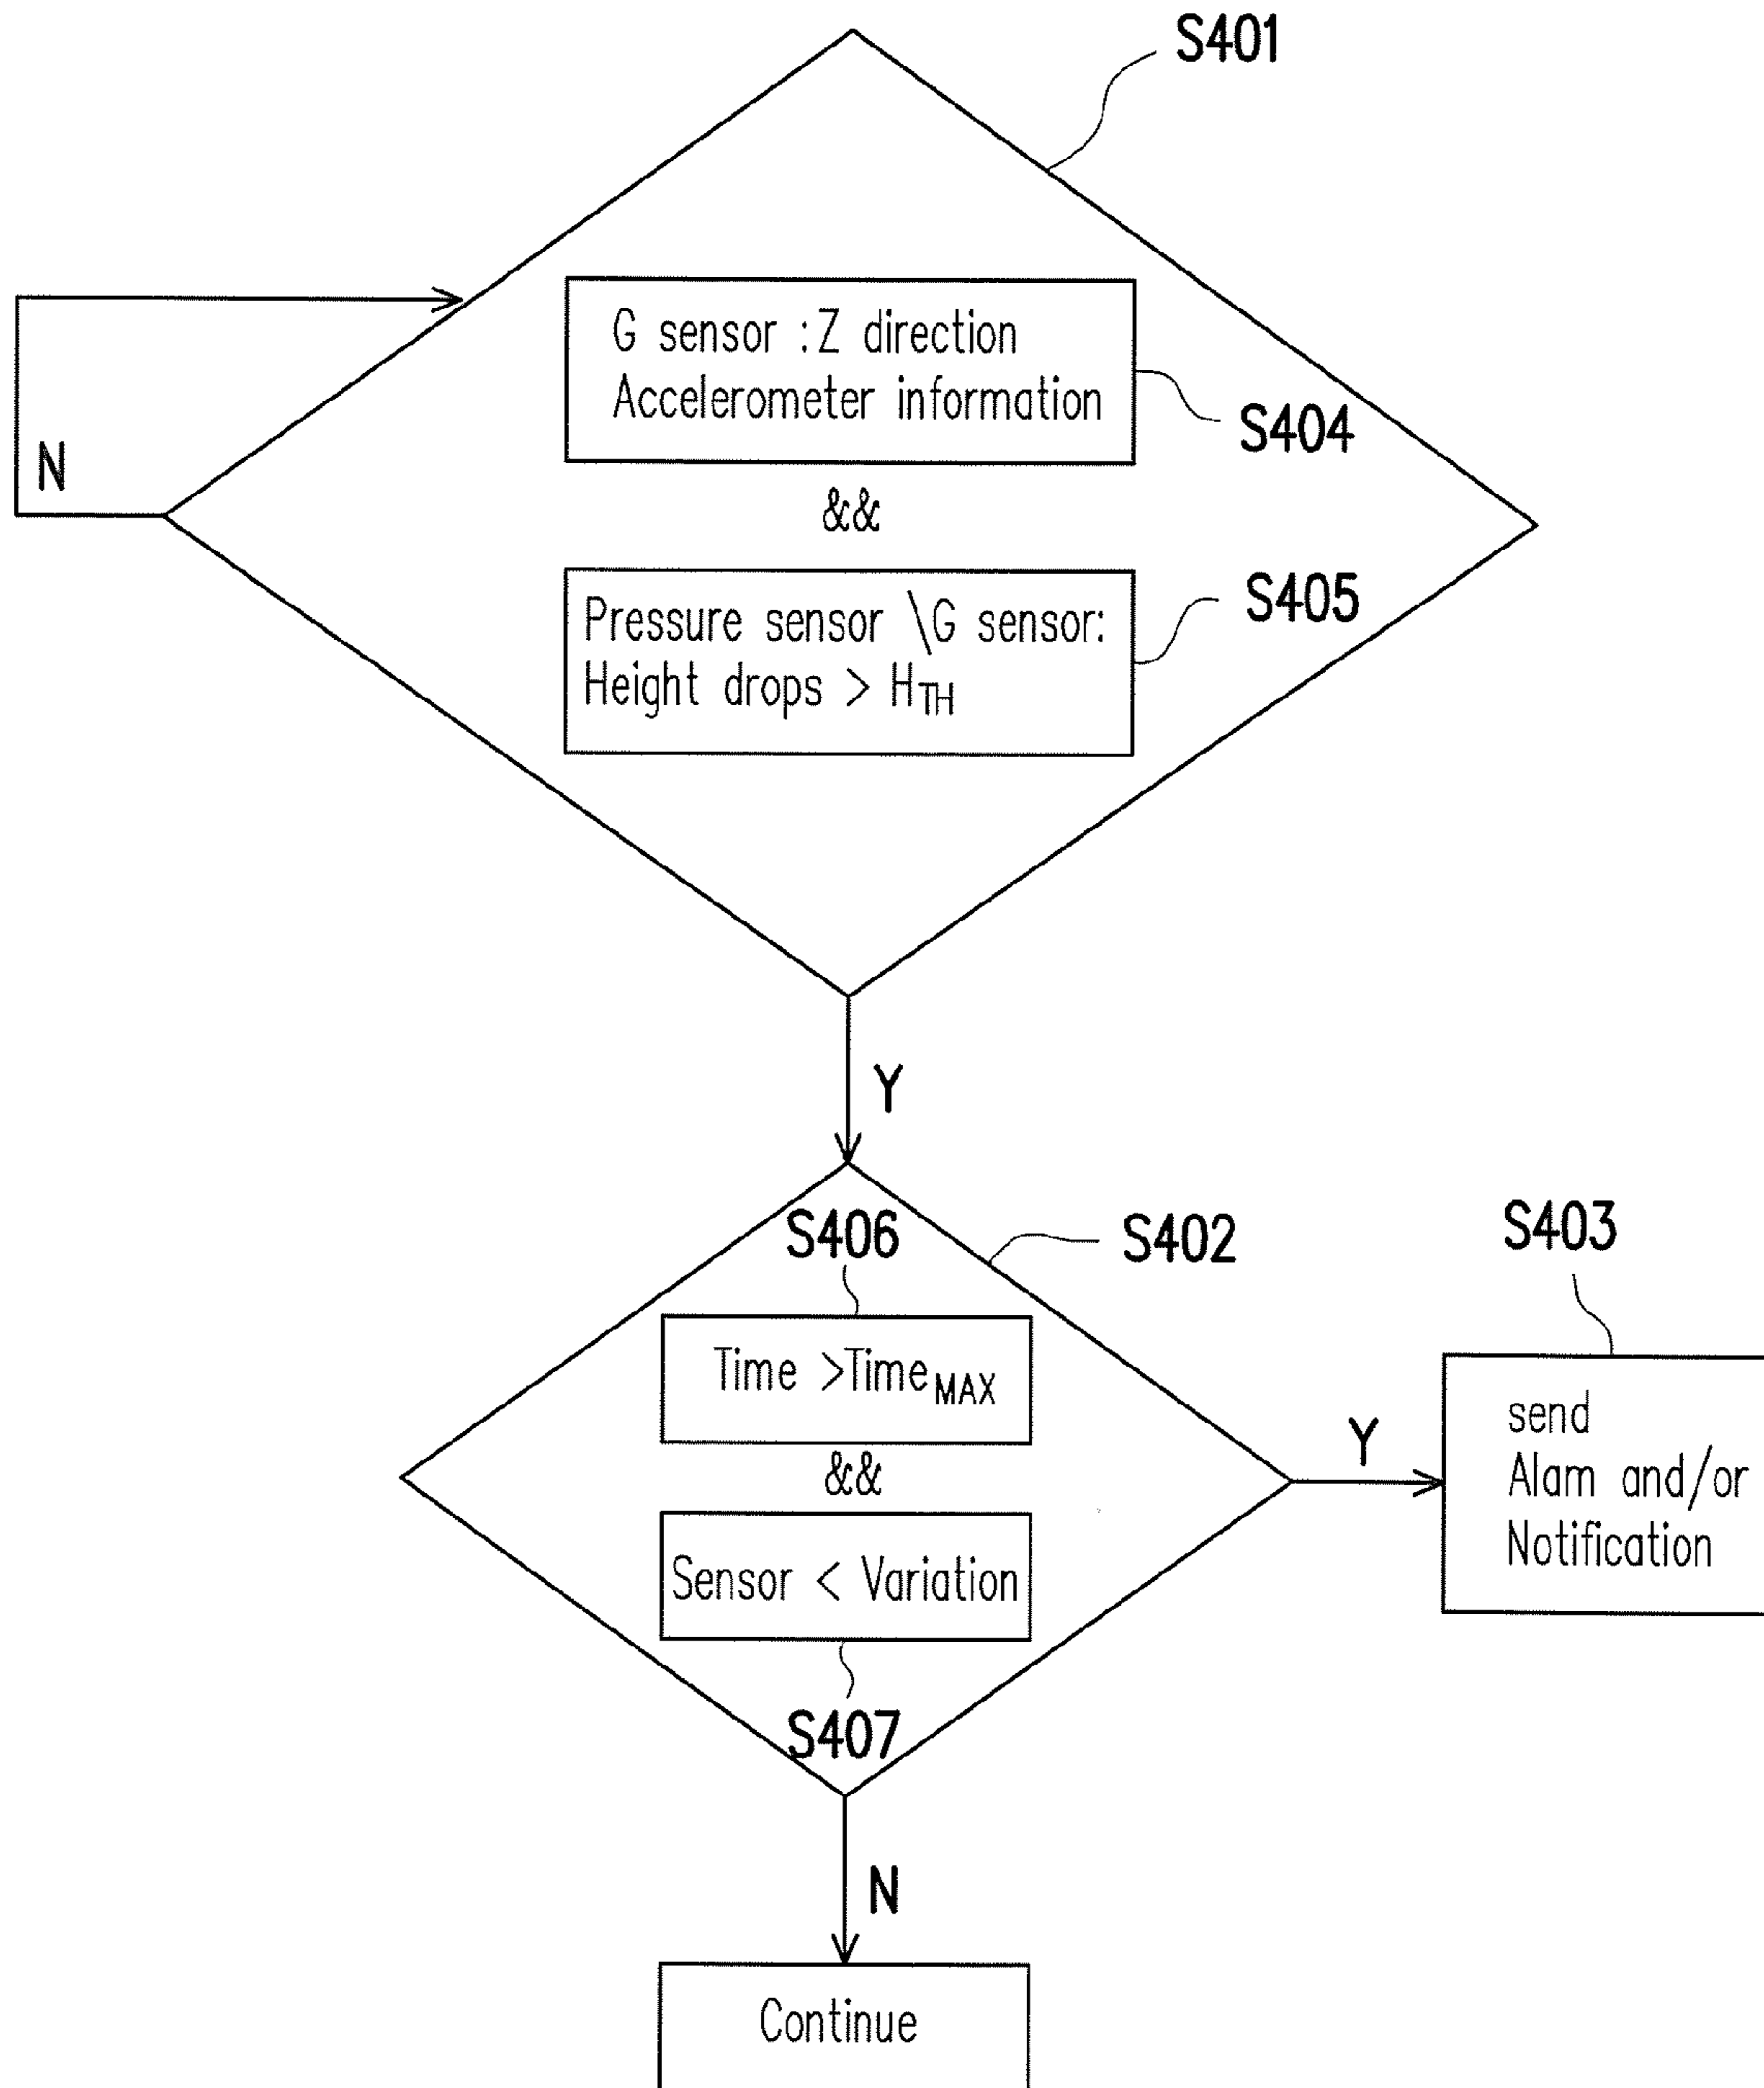 S401
G sensor :Z direction
Accelerometer information
S404
N
&&
S405
Pressure sensor \G sensor:
Height drops > HTH
Y
S406
S402
S403
Time >TimeMAX
&&
Y
send
Alam and/or
Notification
Sensor < Variation
S407
N
Continue